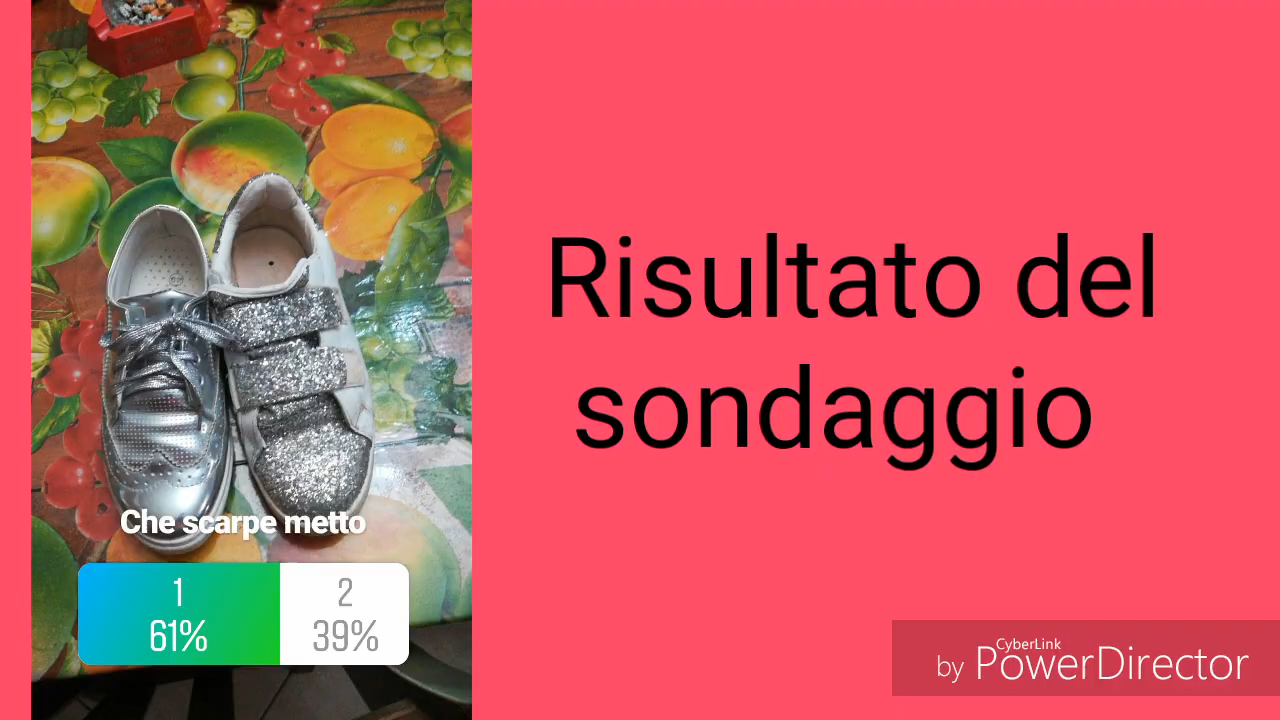 Che scarpe metto
1
61%
2
39%
Risultato del
sondaggio
by CyberLink PowerDirector